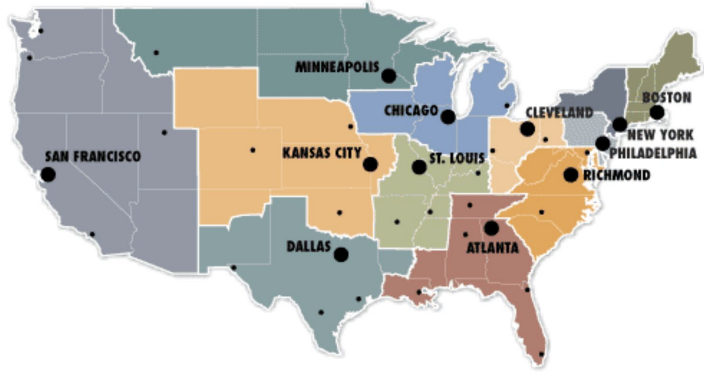 MINNEAPOLIS
CHICAGO
CLEVELAND
BOSTON
NEW YORK
PHILADELPHIA
SAN FRANCISCO
KANSAS CITY
ST. LOUIS
RICHMOND
DALLAS
ATLANTA